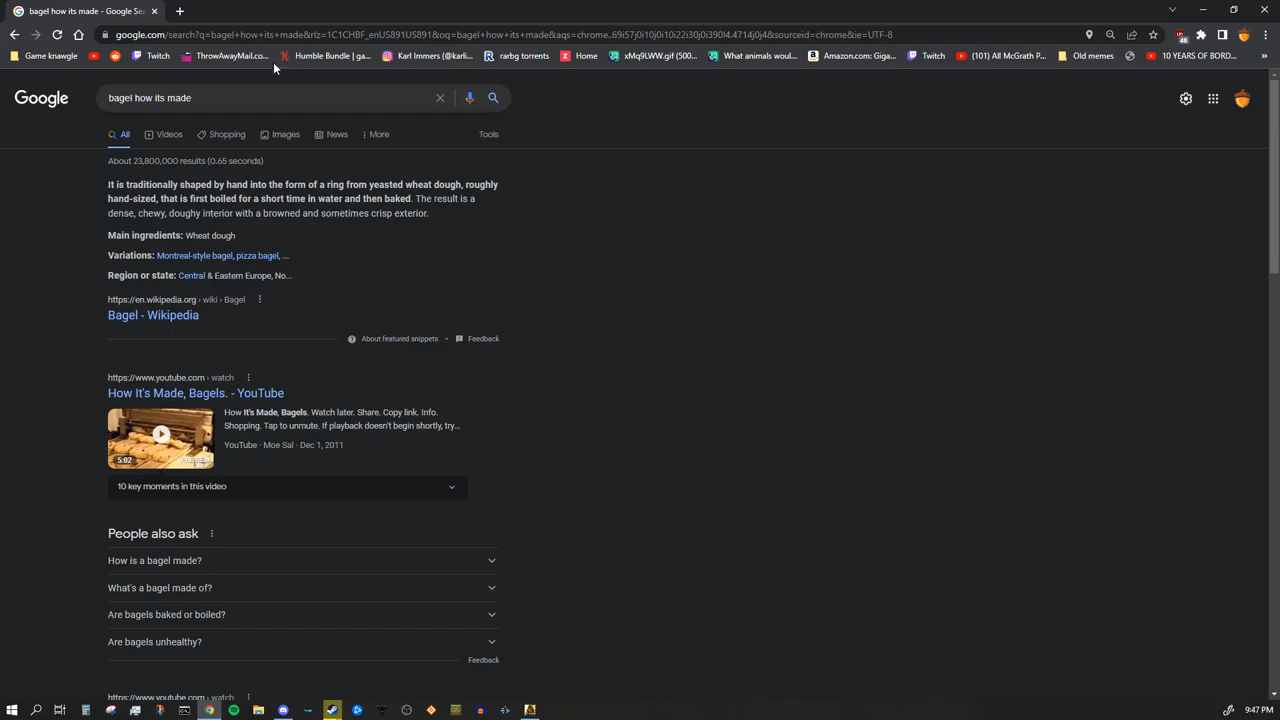 bagel how its made - Google Sea
google.com/search?q=bagel+how+its+made&rlz=1C1CHBF_enUS891US891&oq=bagel+how+its+made&aqs=chrome..69i57j0i10j0i10i22i30j0i390l4.4714j0j4&sourceid=chrome&ie=UTF-8
Game knawgle
Twitch
ThrowAwayMail.co...
Humble Bundle | ga...
Karl Immers (@karli...
rarbg torrents
Home
xMq9LWW.gif (500...
What animals woul...
Amazon.com: Giga...
Twitch
(101) All McGrath P...
Old memes
10 YEARS OF BORD...
Google
bagel how its made
All
Videos
Shopping
Images
News
More
Tools
About 23,800,000 results (0.65 seconds)
It is traditionally shaped by hand into the form of a ring from yeasted wheat dough, roughly
hand-sized, that is first boiled for a short time in water and then baked. The result is a
dense, chewy, doughy interior with a browned and sometimes crisp exterior.
Main ingredients: Wheat dough
Variations: Montreal-style bagel, pizza bagel, ...
Region or state: Central & Eastern Europe, No...
https://en.wikipedia.org › wiki › Bagel
Bagel - Wikipedia
About featured snippets • Feedback
https://www.youtube.com › watch
How It's Made, Bagels. - YouTube
How It's Made, Bagels. Watch later. Share. Copy link. Info.
Shopping. Tap to unmute. If playback doesn't begin shortly, try...
YouTube · Moe Sal · Dec 1, 2011
5:02
PREVIEW
10 key moments in this video
People also ask
How is a bagel made?
What's a bagel made of?
Are bagels baked or boiled?
Are bagels unhealthy?
Feedback
https://www.youtube.com › watch
9:47 PM